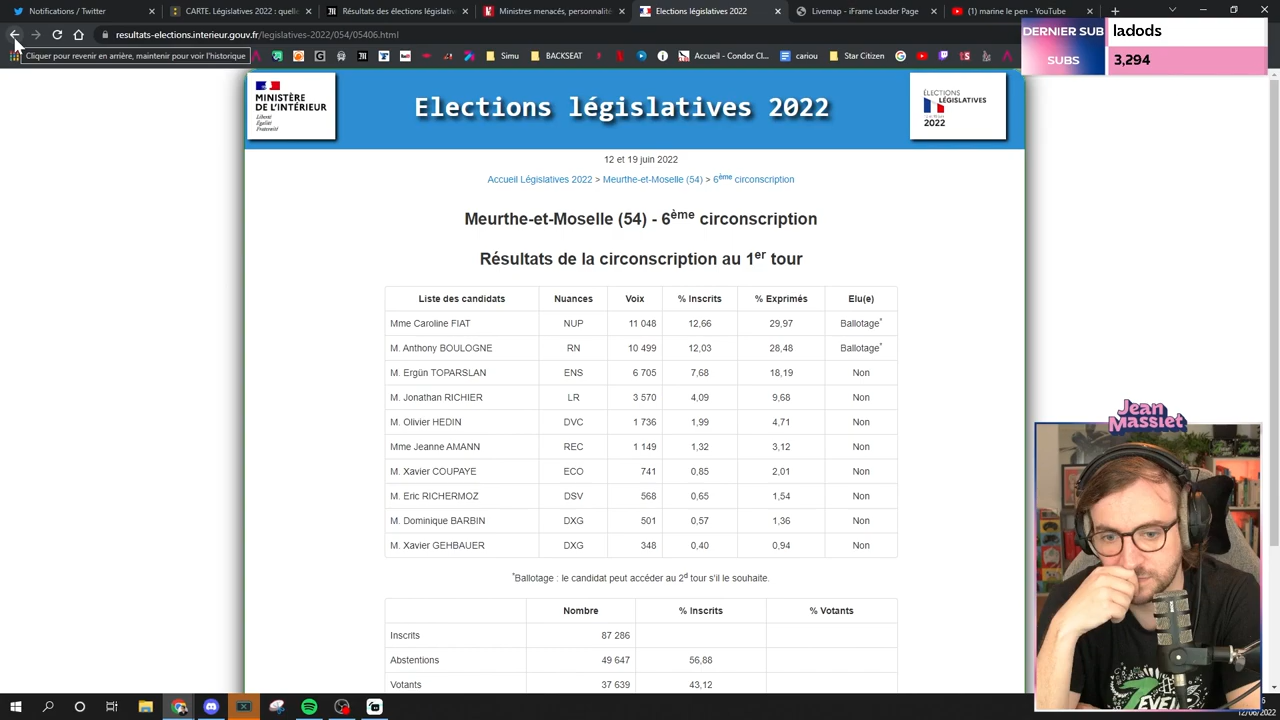 Notifications / Twitter
CARTE. Législatives 2022 : quelle
Résultats des élections législativ
Ministres menacés, personnalité
Elections législatives 2022
Livemap - iFrame Loader Page
resultats-elections.interieur.gouv.fr/legislatives-2022/054/05406.html
Cliquer pour revenir en arrière, maintenir pour voir l'historique
Simu
BACKSEAT
Accueil - Condor Cl...
cariou
Star Citizen
(1) marine le pen v...
DERNIER SUB
ladods
SUBS
3,294
MINISTÈRE
DE L'INTÉRIEUR
Liberté
Égalité
Fraternité
Elections législatives 2022
ÉLECTIONS
LÉGISLATIVES
2022
12 et 19 juin 2022
Accueil Législatives 2022 > Meurthe-et-Moselle (54) > 6ème circonscription
Meurthe-et-Moselle (54) - 6ème circonscription
Résultats de la circonscription au 1er tour
Liste des candidats Nuances Voix % Inscrits % Exprimés Elu(e)
Mme Caroline FIAT NUP 11 048 12,66 29,97 Ballotage*
M. Anthony BOULOGNE RN 10 499 12,03 28,48 Ballotage*
M. Ergün TOPARSLAN ENS 6 705 7,68 18,19 Non
M. Jonathan RICHIER LR 3 570 4,09 9,68 Non
M. Olivier HEDIN DVC 1 736 1,99 4,71 Non
Mme Jeanne AMANN REC 1 149 1,32 3,12 Non
M. Xavier COUPAYE ECO 741 0,85 2,01 Non
M. Eric RICHERMOZ DSV 568 0,65 1,54 Non
M. Dominique BARBIN DXG 501 0,57 1,36 Non
M. Xavier GEHBAUER DXG 348 0,40 0,94 Non
*Ballotage : le candidat peut accéder au 2d tour s'il le souhaite.
Nombre % Inscrits % Votants
Inscrits 87 286
Abstentions 49 647 56,88
Votants 37 639 43,12
Jean
Massiet
12/06/2022